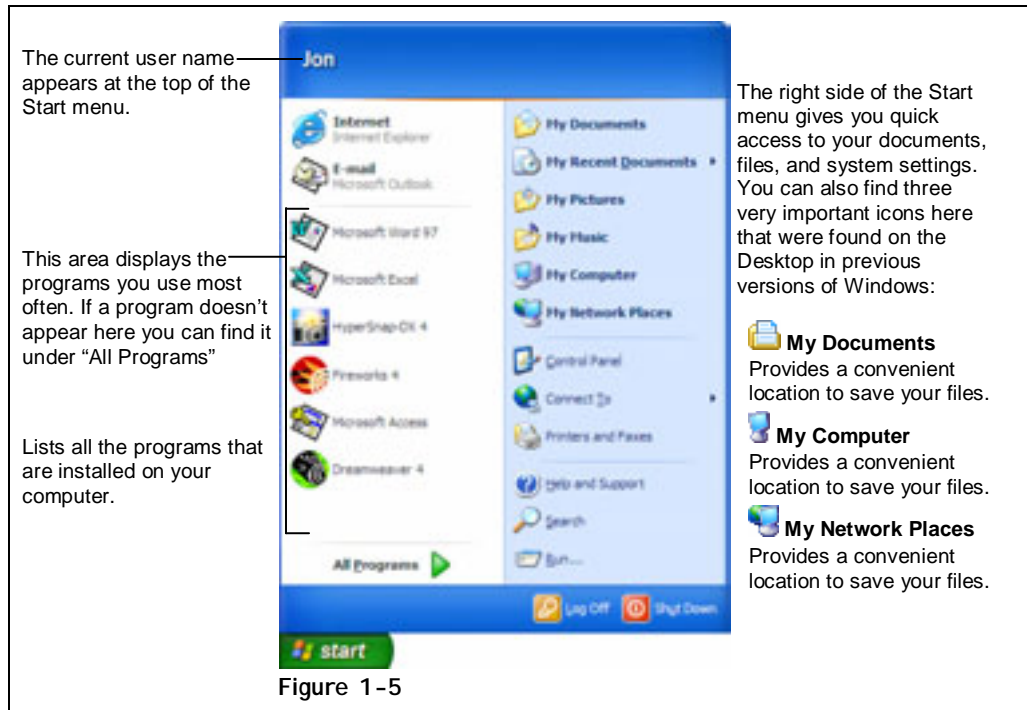 The current user name
appears at the top of the
Start menu.
This area displays the
programs you use most
often. If a program doesn’t
appear here you can find it
under “All Programs”
Lists all the programs that
are installed on your
computer.
Jon
Internet
Internet Explorer
E-mail
Microsoft Outlook
Microsoft Word 97
Microsoft Excel
HyperSnap-DX 4
Fireworks 4
Microsoft Access
Dreamweaver 4
All Programs
My Documents
My Recent Documents
My Pictures
My Music
My Computer
My Network Places
Control Panel
Connect To
Printers and Faxes
Help and Support
Search
Run...
Log Off
Shut Down
start
The right side of the Start
menu gives you quick
access to your documents,
files, and system settings.
You can also find three
very important icons here
that were found on the
Desktop in previous
versions of Windows:
My Documents
Provides a convenient
location to save your files.
My Computer
Provides a convenient
location to save your files.
My Network Places
Provides a convenient
location to save your files.
Figure 1-5